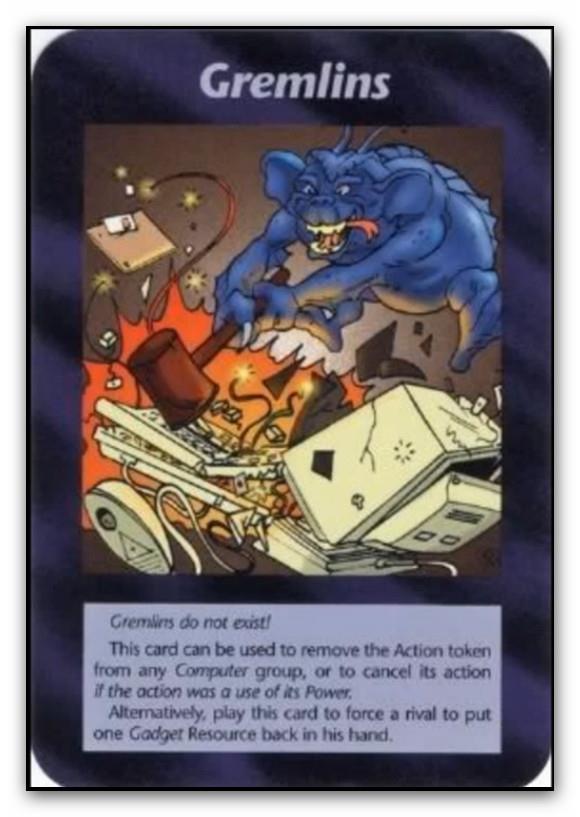 Gremlins
Gremlins do not exist!
This card can be used to remove the Action token
from any Computer group, or to cancel its action
if the action was a use of its Power.
Alternatively, play this card to force a rival to put
one Gadget Resource back in his hand.